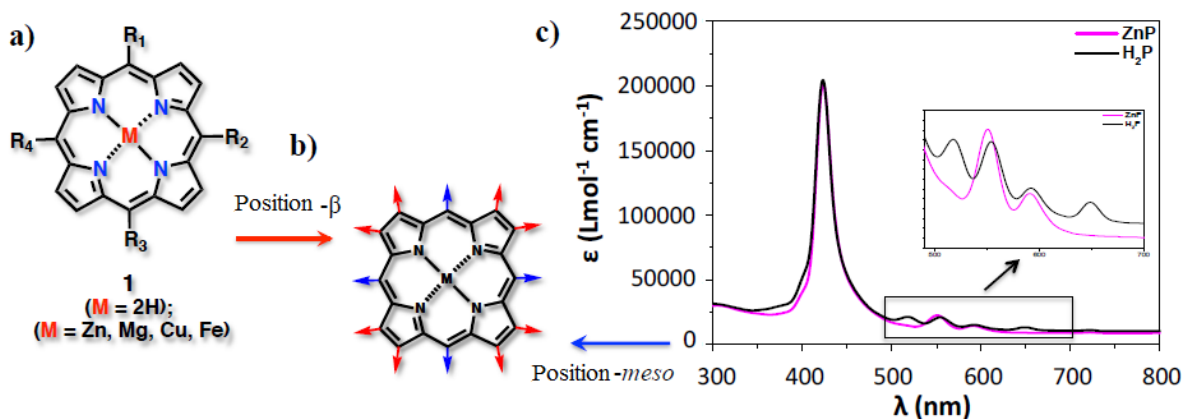 a)
R1
N N
R4 M R2
N N
R3
1
(M = 2H);
(M = Zn, Mg, Cu, Fe)
Position -β
b)
N N
M
N N
Position-meso
c)
ε (Lmol-1 cm-1)
250000
200000
150000
100000
50000
0
300 400 500 600 700 800
λ (nm)
ZnP
H2P
ZnP
H2P
500 600 700